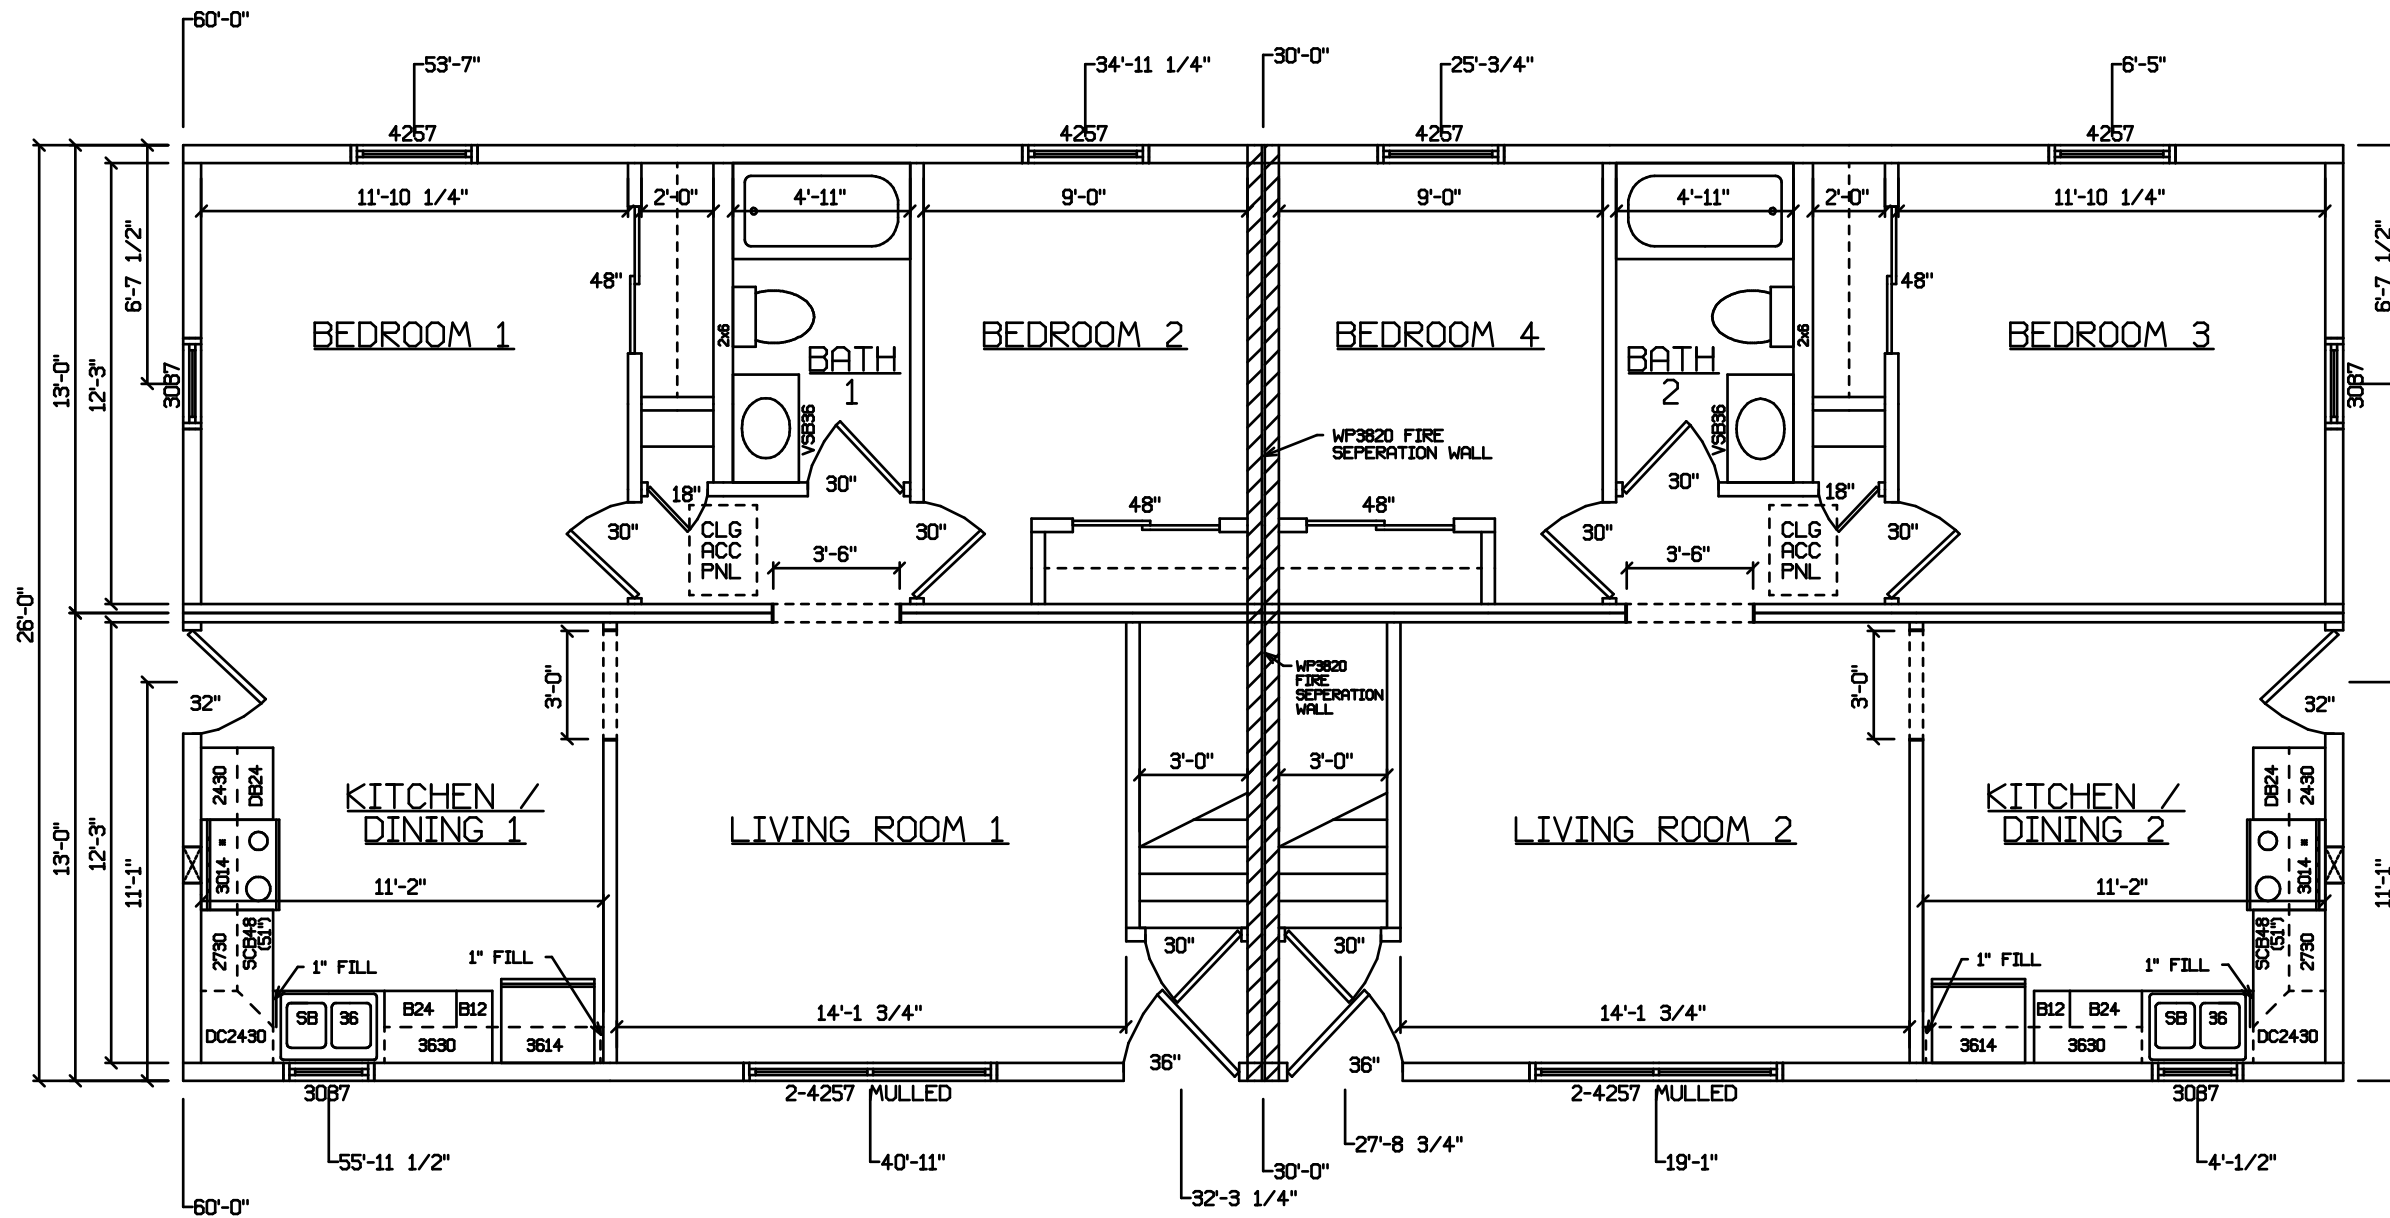 60'-0"
53'-7"
34'-11 1/4"
30'-0"
25'-3/4"
6'-5"
4257
4257
4257
4257
11'-10 1/4"
2'-0"
4'-11"
9'-0"
9'-0"
4'-11"
2'-0"
11'-10 1/4"
6'-7 1/2"
6'-7 1/2"
48"
48"
BEDROOM 1
2x6
BATH
1
BEDROOM 2
BEDROOM 4
BATH
2
2x6
BEDROOM 3
13'-0"
12'-3"
3087
3087
VSB36
VSB36
WP3820 FIRE
SEPERATION WALL
30"
30"
18"
18"
48"
48"
30"
30"
30"
30"
CLG
ACC
PNL
CLG
ACC
PNL
3'-6"
3'-6"
26'-0"
3'-0"
3'-0"
WP3820
FIRE
SEPERATION
WALL
32"
32"
3'-0"
3'-0"
2430
DB24
DB24
2430
KITCHEN /
DINING 1
LIVING ROOM 1
LIVING ROOM 2
KITCHEN /
DINING 2
13'-0"
12'-3"
11'-1"
11'-1"
3014 *
3014 *
11'-2"
11'-2"
2730
SCB48
(51")
SCB48
(51")
2730
30"
30"
1" FILL
1" FILL
1" FILL
1" FILL
SB 36
B24
B12
14'-1 3/4"
14'-1 3/4"
B12
B24
SB 36
DC2430
3630
3614
3614
3630
DC2430
36"
36"
3087
2-4257 MULLED
2-4257 MULLED
3087
55'-11 1/2"
40'-11"
27'-8 3/4"
30'-0"
19'-1"
4'-1/2"
32'-3 1/4"
60'-0"